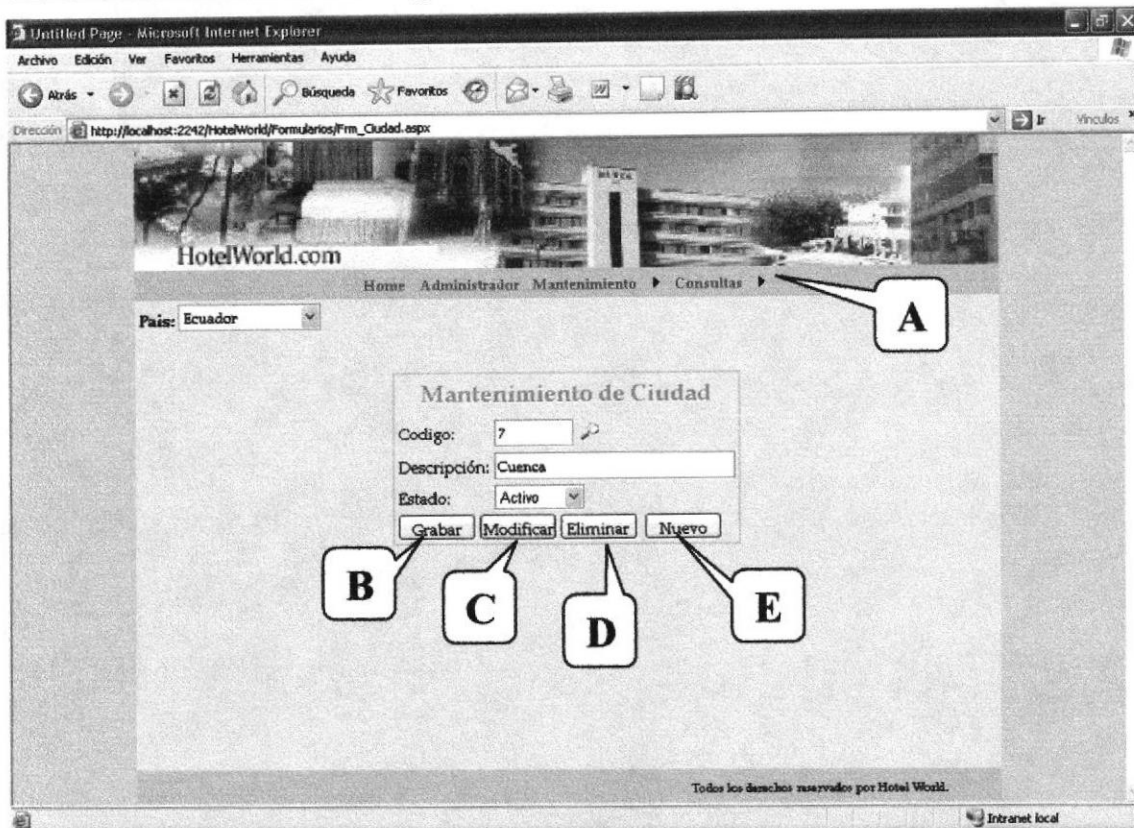 Untitled Page - Microsoft Internet Explorer
Archivo Edición Ver Favoritos Herramientas Ayuda
Atrás Búsqueda Favoritos
Dirección http://localhost:2242/HotelWorld/Formularios/Frm_Ciudad.aspx Ir Vínculos
HotelWorld.com
Home Administrador Mantenimiento Consultas
A
Pais: Ecuador
Mantenimiento de Ciudad
Codigo: 7
Descripción: Cuenca
Estado: Activo
Grabar Modificar Eliminar Nuevo
B C D E
Todos los derechos reservados por Hotel World.
Intranet local